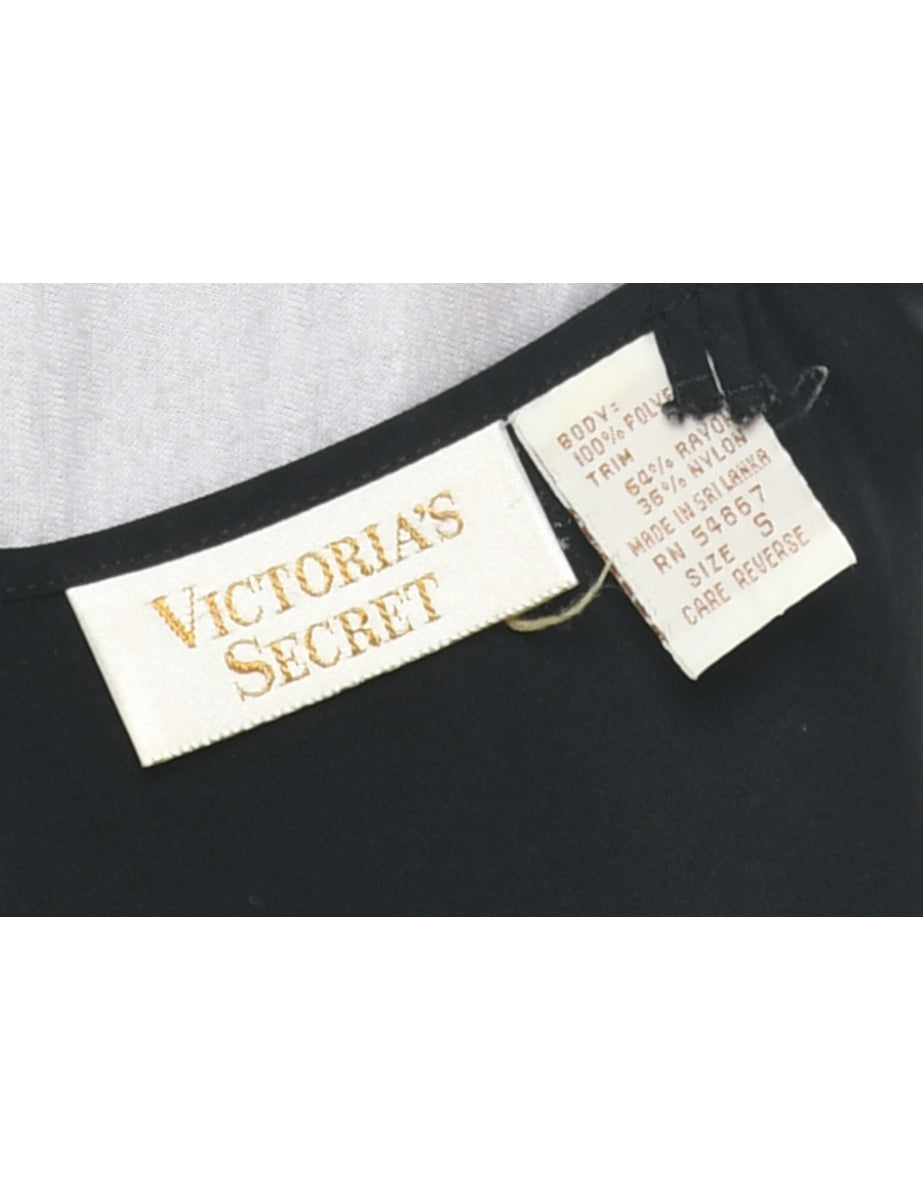 VICTORIA'S
SECRET
BODY:
100% POLYE
TRIM
64% RAYON
36% NYLON
MADE IN SRI LANKA
RN 54867
SIZE S
CARE REVERSE